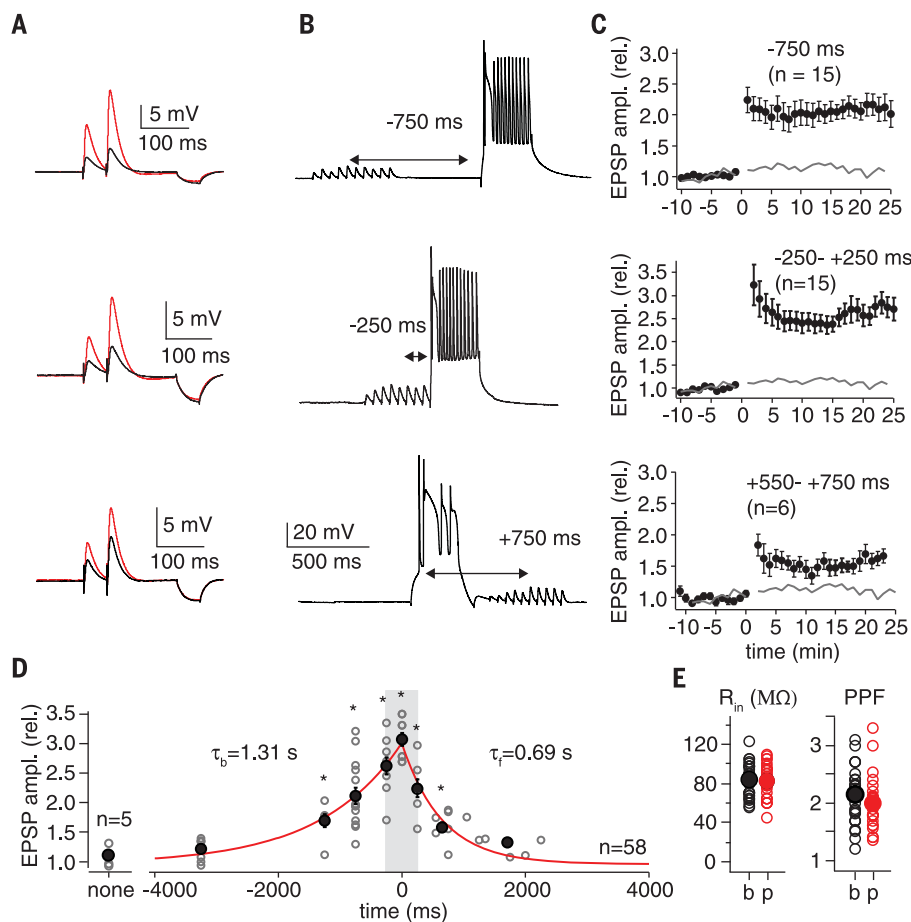 A
5 mV
100 ms
5 mV
100 ms
5 mV
100 ms
B
-750 ms
-250 ms
20 mV
500 ms
+750 ms
C
EPSP ampl. (rel.)
3.0
2.5
2.0
1.5
1.0
-750 ms
(n = 15)
-10 -5 0 5 10 15 20 25
EPSP ampl. (rel.)
3.5
3.0
2.5
2.0
1.5
1.0
-250- +250 ms
(n=15)
-10 -5 0 5 10 15 20 25
EPSP ampl. (rel.)
3.0
2.5
2.0
1.5
1.0
+550- +750 ms
(n=6)
-10 -5 0 5 10 15 20 25
time (min)
D
EPSP ampl. (rel.)
3.5
3.0
2.5
2.0
1.5
1.0
n=5
none
τb=1.31 s
* * * * * *
τf=0.69 s
n=58
-4000 -2000 0 2000 4000
time (ms)
E
Rin (MΩ)
120
80
40
0
b p
PPF
3
2
1
b p